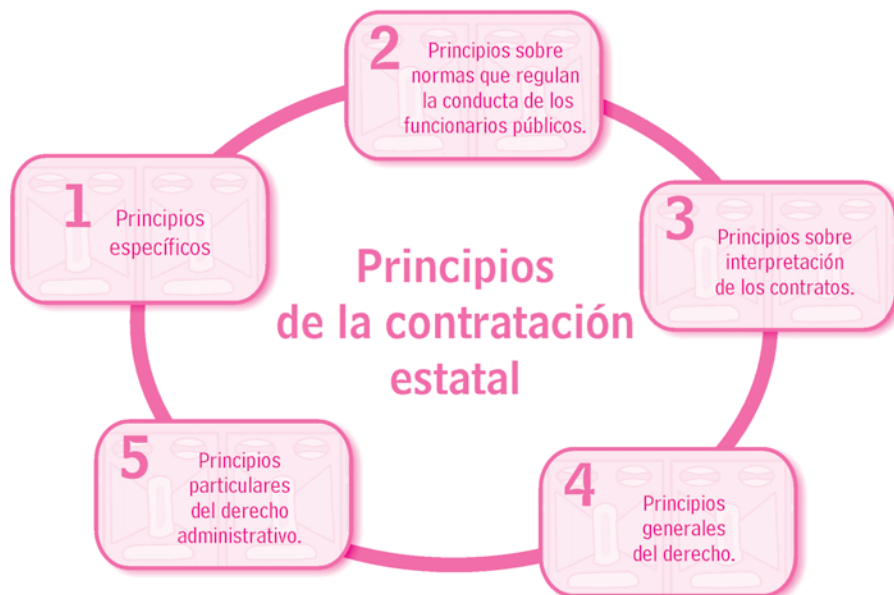 Principios
de la contratación
estatal
1
Principios
específicos
2
Principios sobre
normas que regulan
la conducta de los
funcionarios públicos.
3
Principios sobre
interpretación
de los contratos.
4
Principios
generales
del derecho.
5
Principios
particulares
del derecho
administrativo.